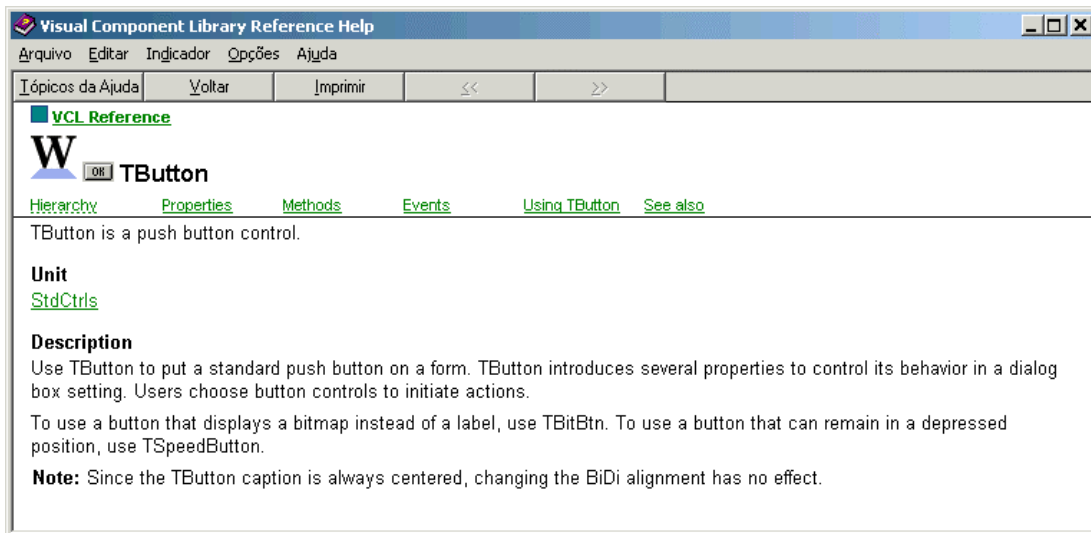 Visual Component Library Reference Help
Arquivo Editar Indicador Opções Ajuda
Tópicos da Ajuda Voltar Imprimir << >>
VCL Reference
W OK TButton
Hierarchy Properties Methods Events Using TButton See also
TButton is a push button control.
Unit
StdCtrls
Description
Use TButton to put a standard push button on a form. TButton introduces several properties to control its behavior in a dialog
box setting. Users choose button controls to initiate actions.
To use a button that displays a bitmap instead of a label, use TBitBtn. To use a button that can remain in a depressed
position, use TSpeedButton.
Note: Since the TButton caption is always centered, changing the BiDi alignment has no effect.